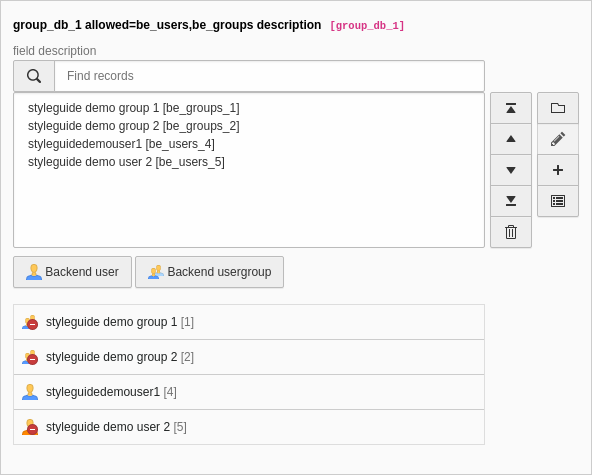 group_db_1 allowed=be_users,be_groups description [group_db_1]
field description
Find records
styleguide demo group 1 [be_groups_1]
styleguide demo group 2 [be_groups_2]
styleguidedemouser1 [be_users_4]
styleguide demo user 2 [be_users_5]
Backend user Backend usergroup
styleguide demo group 1 [1]
styleguide demo group 2 [2]
styleguidedemouser1 [4]
styleguide demo user 2 [5]